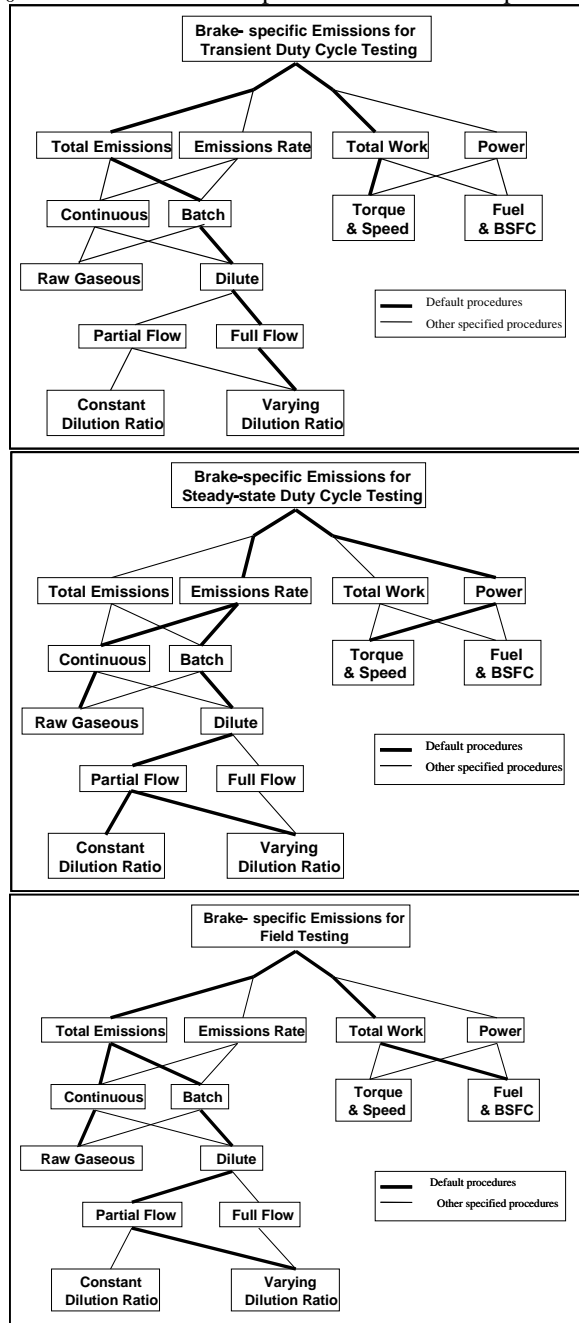 Brake- specific Emissions for
Transient Duty Cycle Testing
Total Emissions
Emissions Rate
Total Work
Power
Continuous
Batch
Torque
& Speed
Fuel
& BSFC
Raw Gaseous
Dilute
Default procedures
Other specified procedures
Partial Flow
Full Flow
Constant
Dilution Ratio
Varying
Dilution Ratio
Brake-specific Emissions for
Steady-state Duty Cycle Testing
Total Emissions
Emissions Rate
Total Work
Power
Continuous
Batch
Torque
& Speed
Fuel
& BSFC
Raw Gaseous
Dilute
Default procedures
Other specified procedures
Partial Flow
Full Flow
Constant
Dilution Ratio
Varying
Dilution Ratio
Brake- specific Emissions for
Field Testing
Total Emissions
Emissions Rate
Total Work
Power
Continuous
Batch
Torque
& Speed
Fuel
& BSFC
Raw Gaseous
Dilute
Default procedures
Other specified procedures
Partial Flow
Full Flow
Constant
Dilution Ratio
Varying
Dilution Ratio